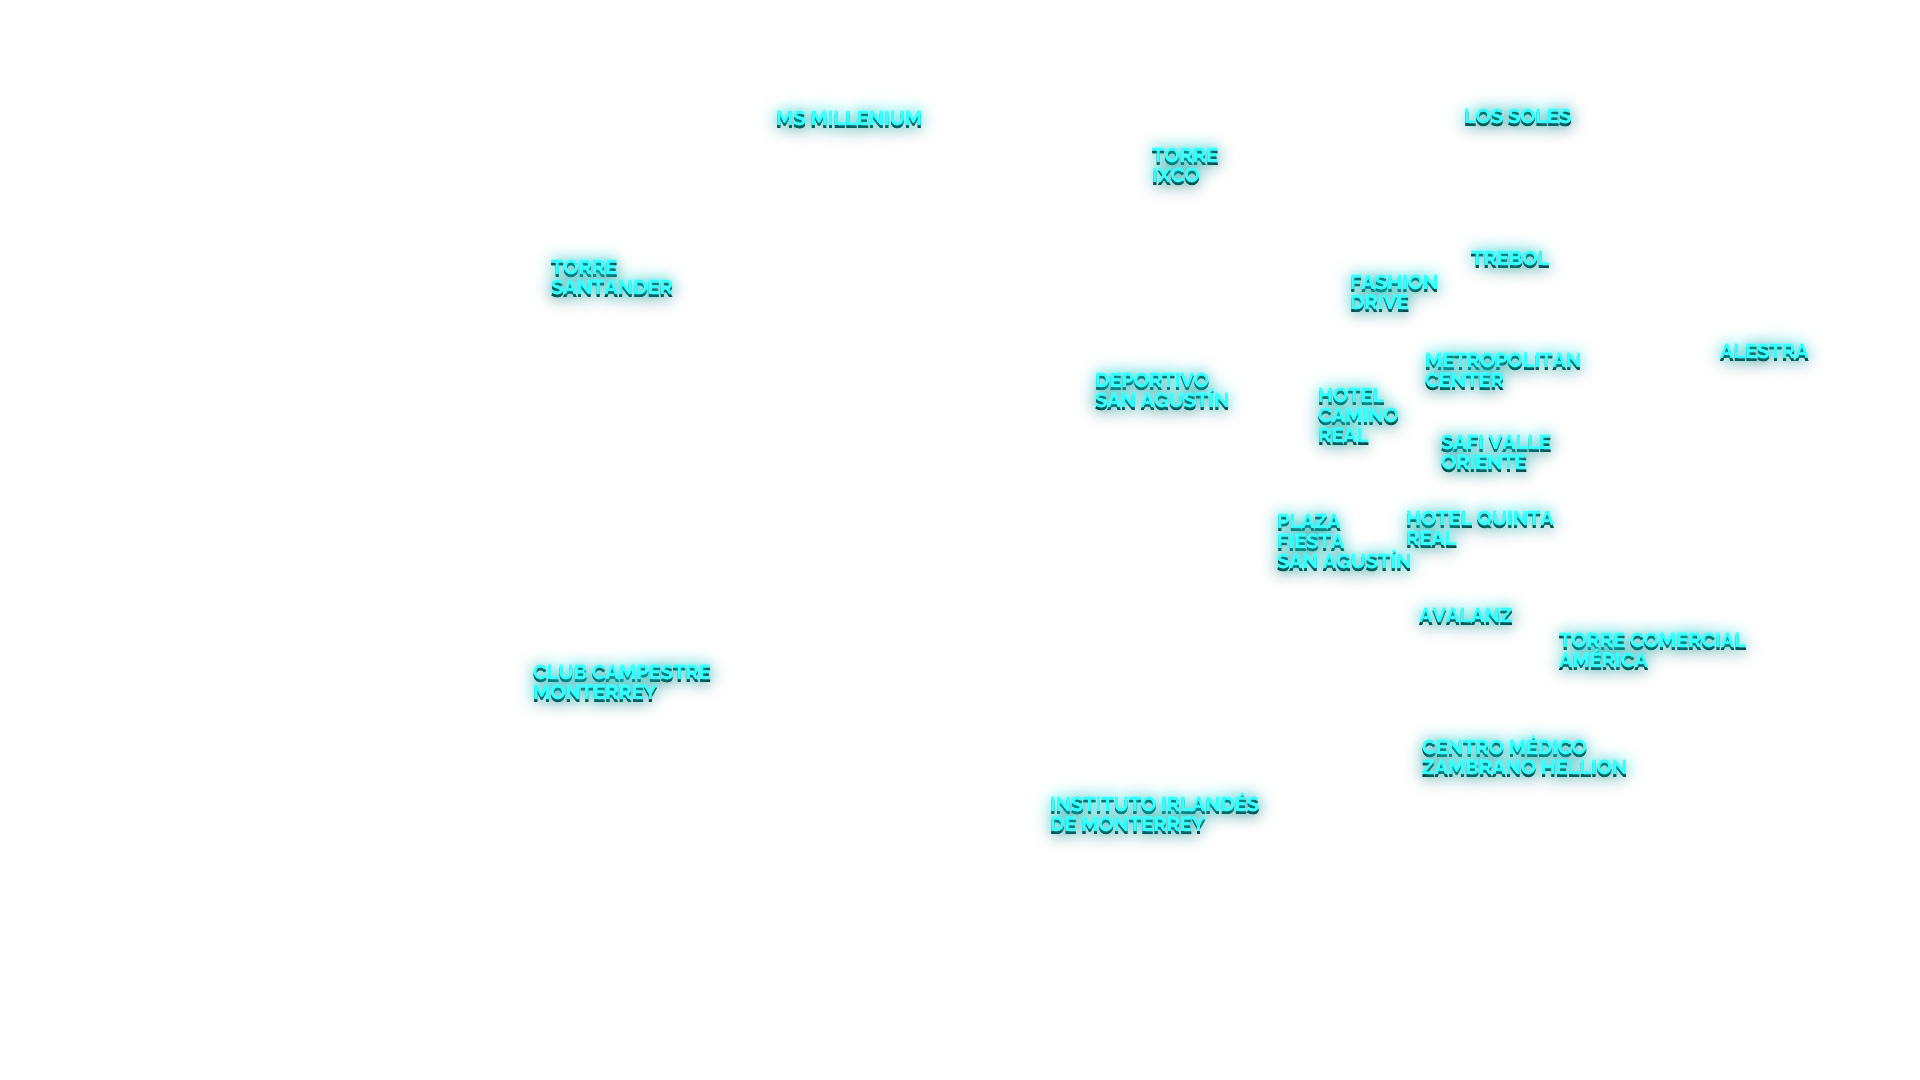 MS MILLENIUM
LOS SOLES
TORRE
IXCO
TORRE
SANTANDER
TREBOL
FASHION
DRIVE
ALESTRA
METROPOLITAN
CENTER
DEPORTIVO
SAN AGUSTÍN
HOTEL
CAMINO
REAL
SAFI VALLE
ORIENTE
PLAZA
FIESTA
SAN AGUSTÍN
HOTEL QUINTA
REAL
AVALANZ
TORRE COMERCIAL
AMÉRICA
CLUB CAMPESTRE
MONTERREY
CENTRO MÉDICO
ZAMBRANO HELLION
INSTITUTO IRLANDÉS
DE MONTERREY